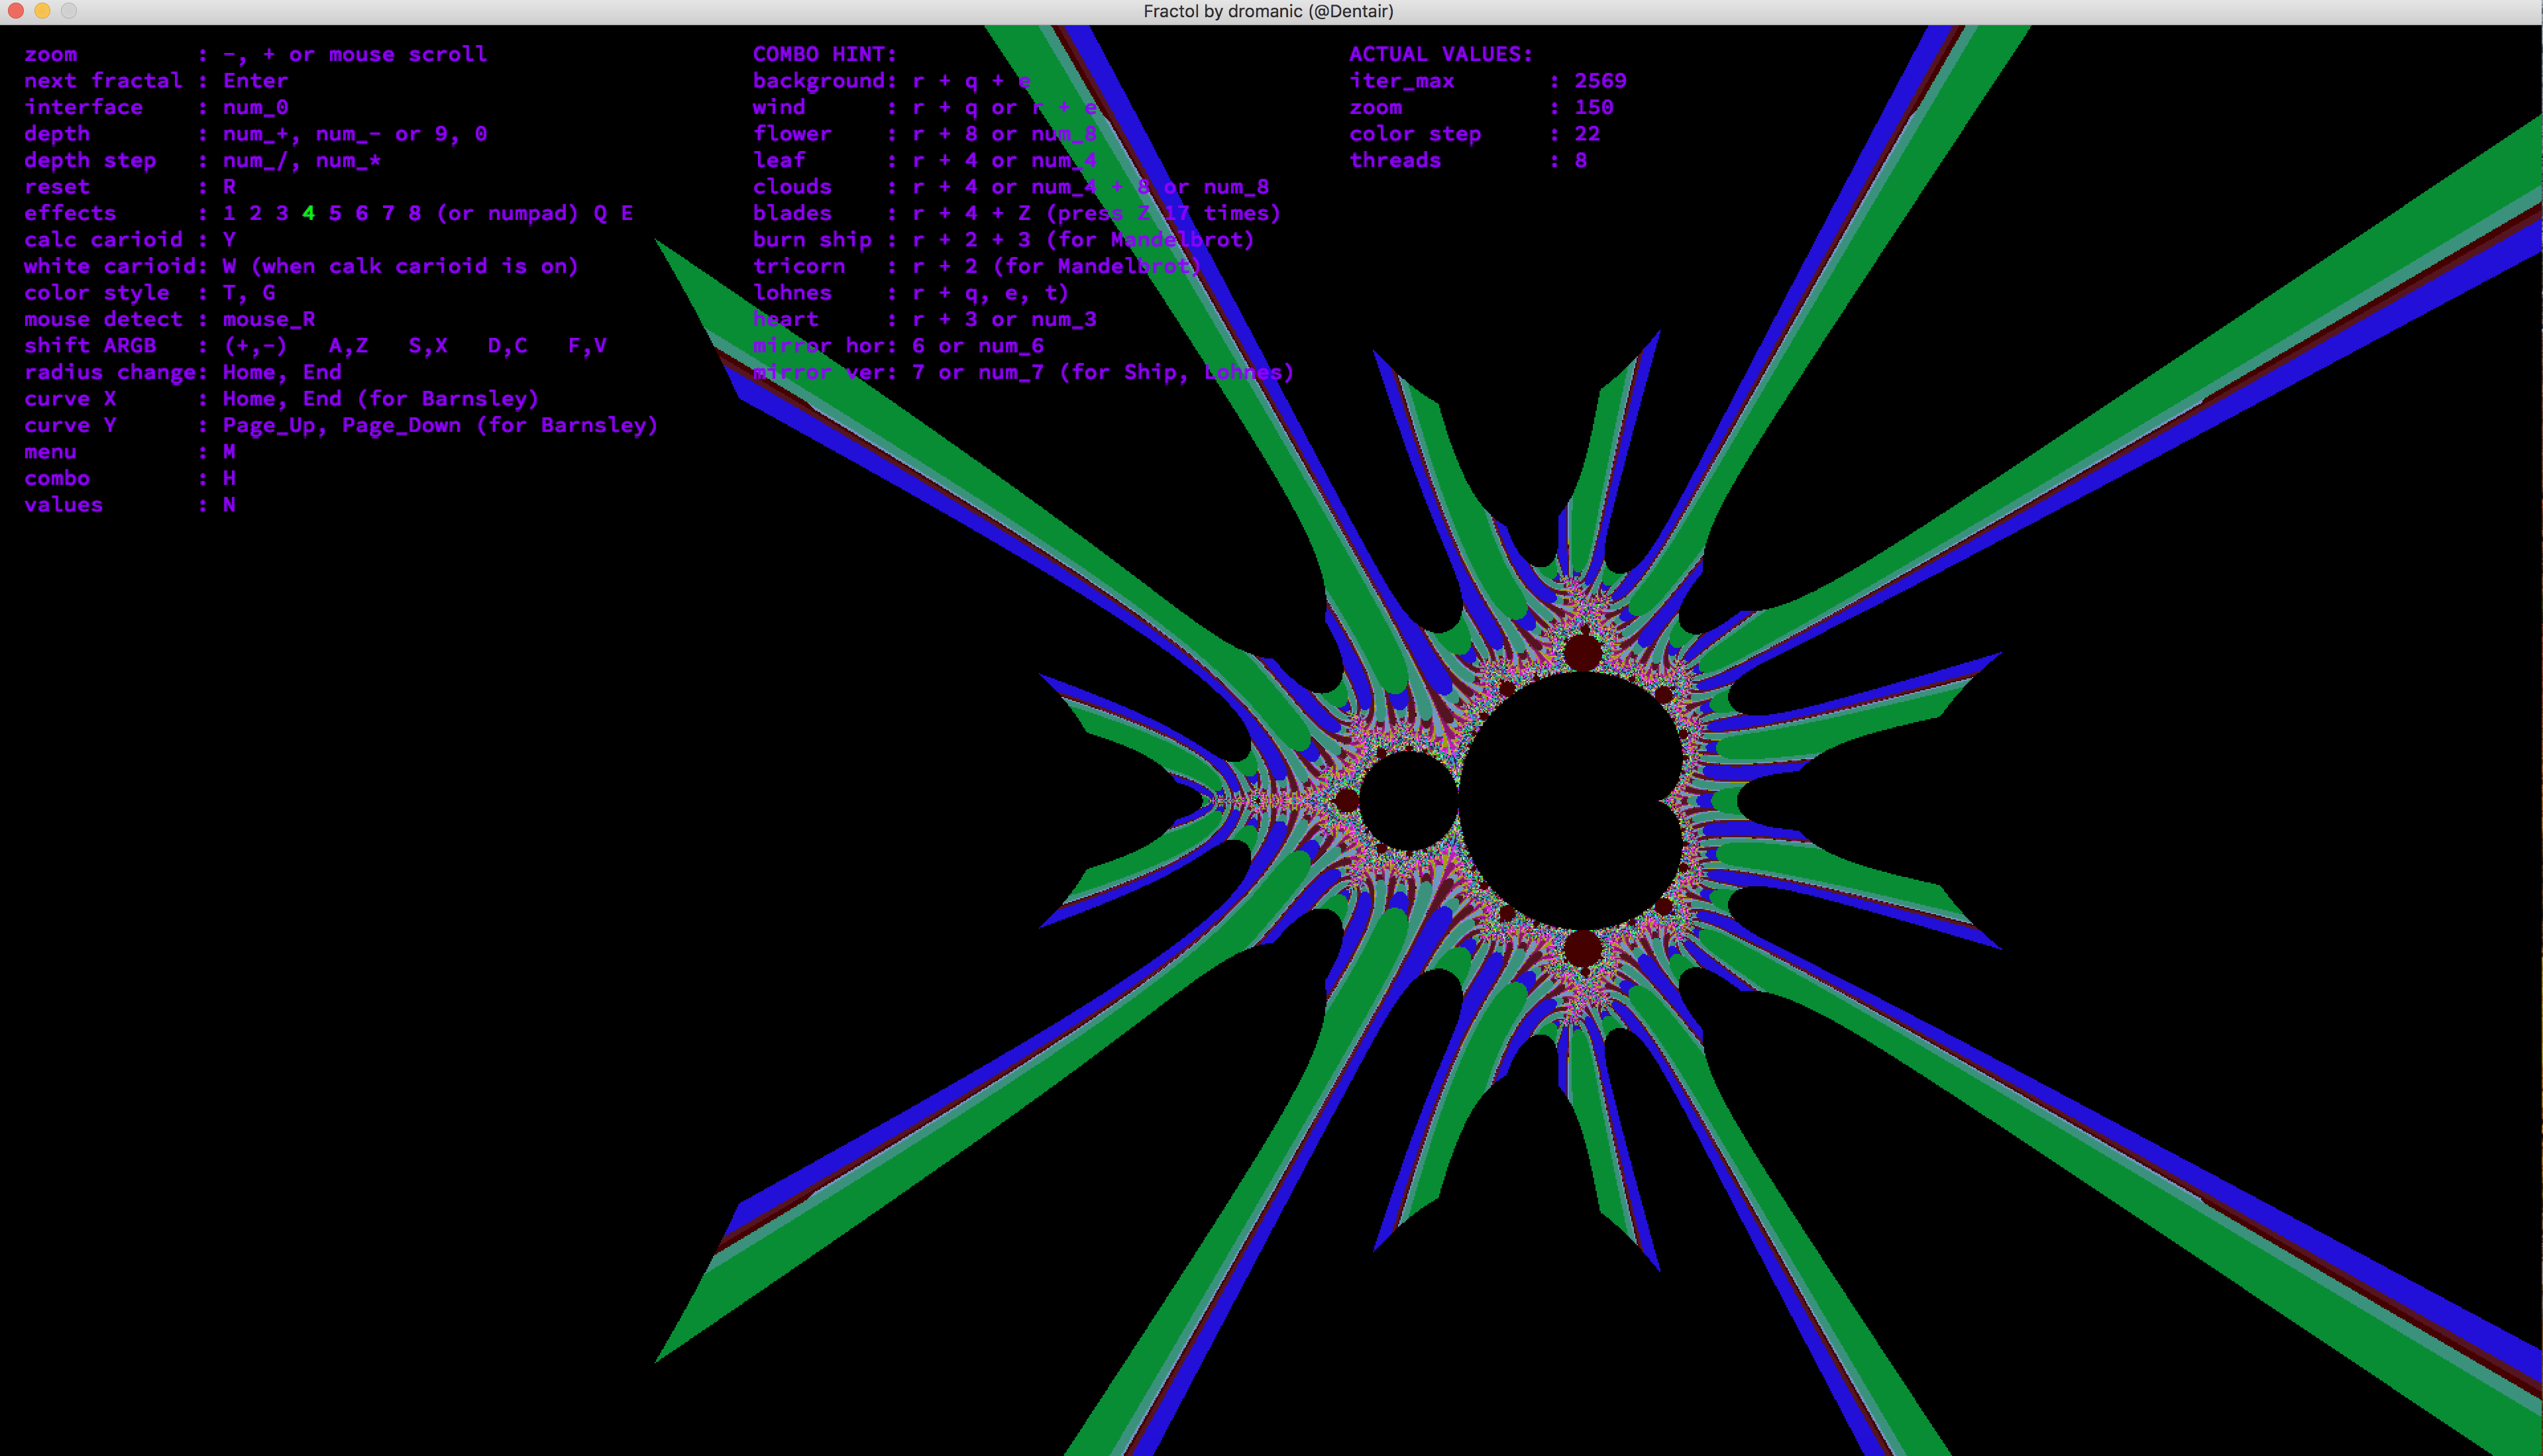 Fractol by dromanic (@Dentair)
zoom : -, + or mouse scroll
next fractal : Enter
interface : num_0
depth : num_+, num_- or 9, 0
depth step : num_/, num_*
reset : R
effects : 1 2 3 4 5 6 7 8 (or numpad) Q E
calc carioid : Y
white carioid: W (when calk carioid is on)
color style : T, G
mouse detect : mouse_R
shift ARGB : (+,-) A,Z S,X D,C F,V
radius change: Home, End
curve X : Home, End (for Barnsley)
curve Y : Page_Up, Page_Down (for Barnsley)
menu : M
combo : H
values : N
COMBO HINT:
background: r + q + e
wind : r + q or r + e
flower : r + 8 or num_8
leaf : r + 4 or num_4
clouds : r + 4 or num_4 + 8 or num_8
blades : r + 4 + Z (press Z 17 times)
burn ship : r + 2 + 3 (for Mandelbrot)
tricorn : r + 2 (for Mandelbrot)
lohnes : r + q, e, t)
heart : r + 3 or num_3
mirror hor: 6 or num_6
mirror ver: 7 or num_7 (for Ship, Lohnes)
ACTUAL VALUES:
iter_max : 2569
zoom : 150
color step : 22
threads : 8